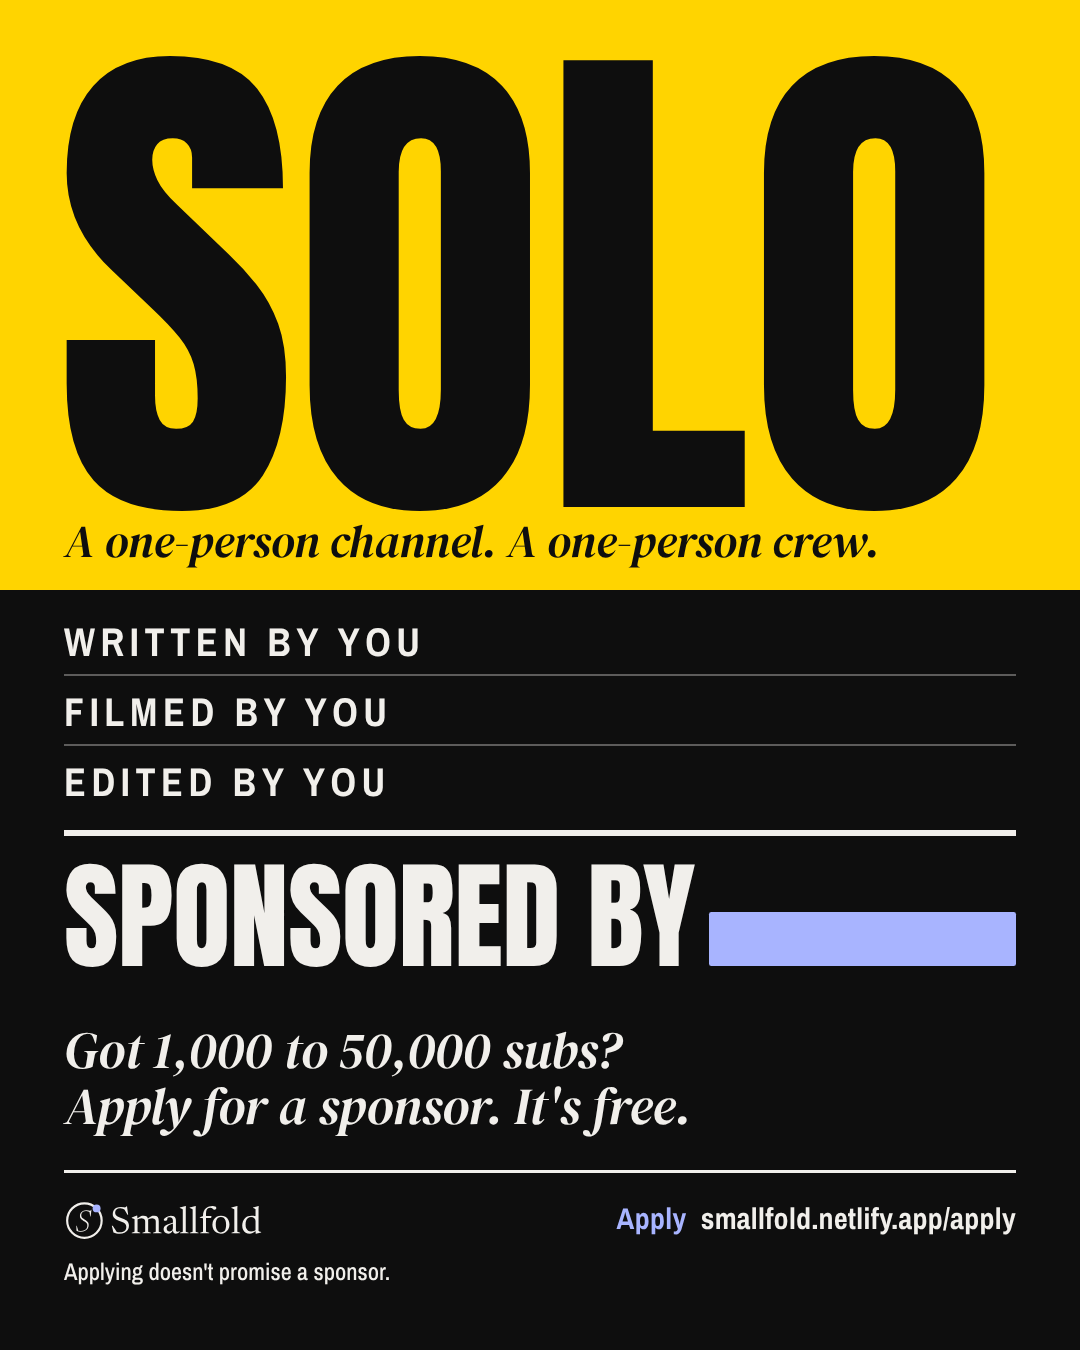 SOLO
A one-person channel. A one-person crew.
WRITTEN BY YOU
FILMED BY YOU
EDITED BY YOU
SPONSORED BY
Got 1,000 to 50,000 subs?
Apply for a sponsor. It's free.
S Smallfold
Apply smallfold.netlify.app/apply
Applying doesn't promise a sponsor.